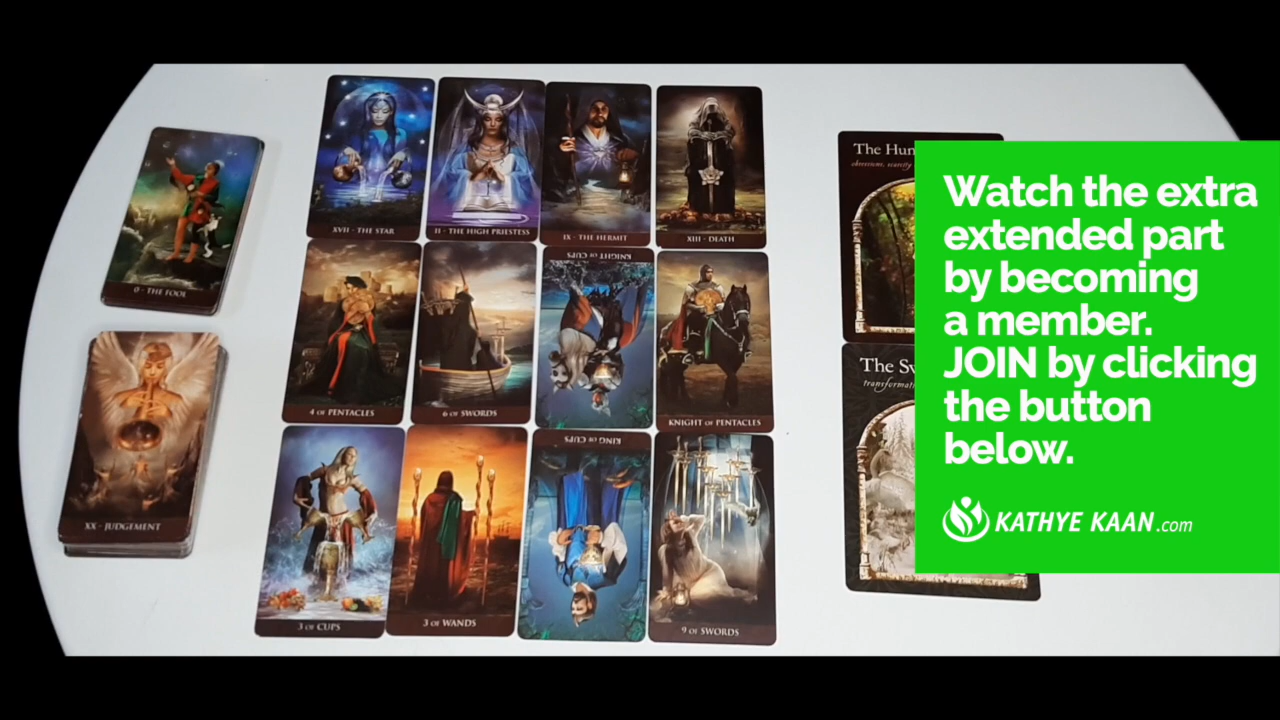 XVII · THE STAR
II · THE HIGH PRIESTESS
IX · THE HERMIT
XIII · DEATH
0 · THE FOOL
4 OF PENTACLES
6 OF SWORDS
KNIGHT OF CUPS
KNIGHT OF PENTACLES
XX · JUDGEMENT
3 OF CUPS
3 OF WANDS
KING OF CUPS
9 OF SWORDS
The
The
Watch the extra
extended part
by becoming
a member.
JOIN by clicking
the button
below.
KATHYE KAAN.com